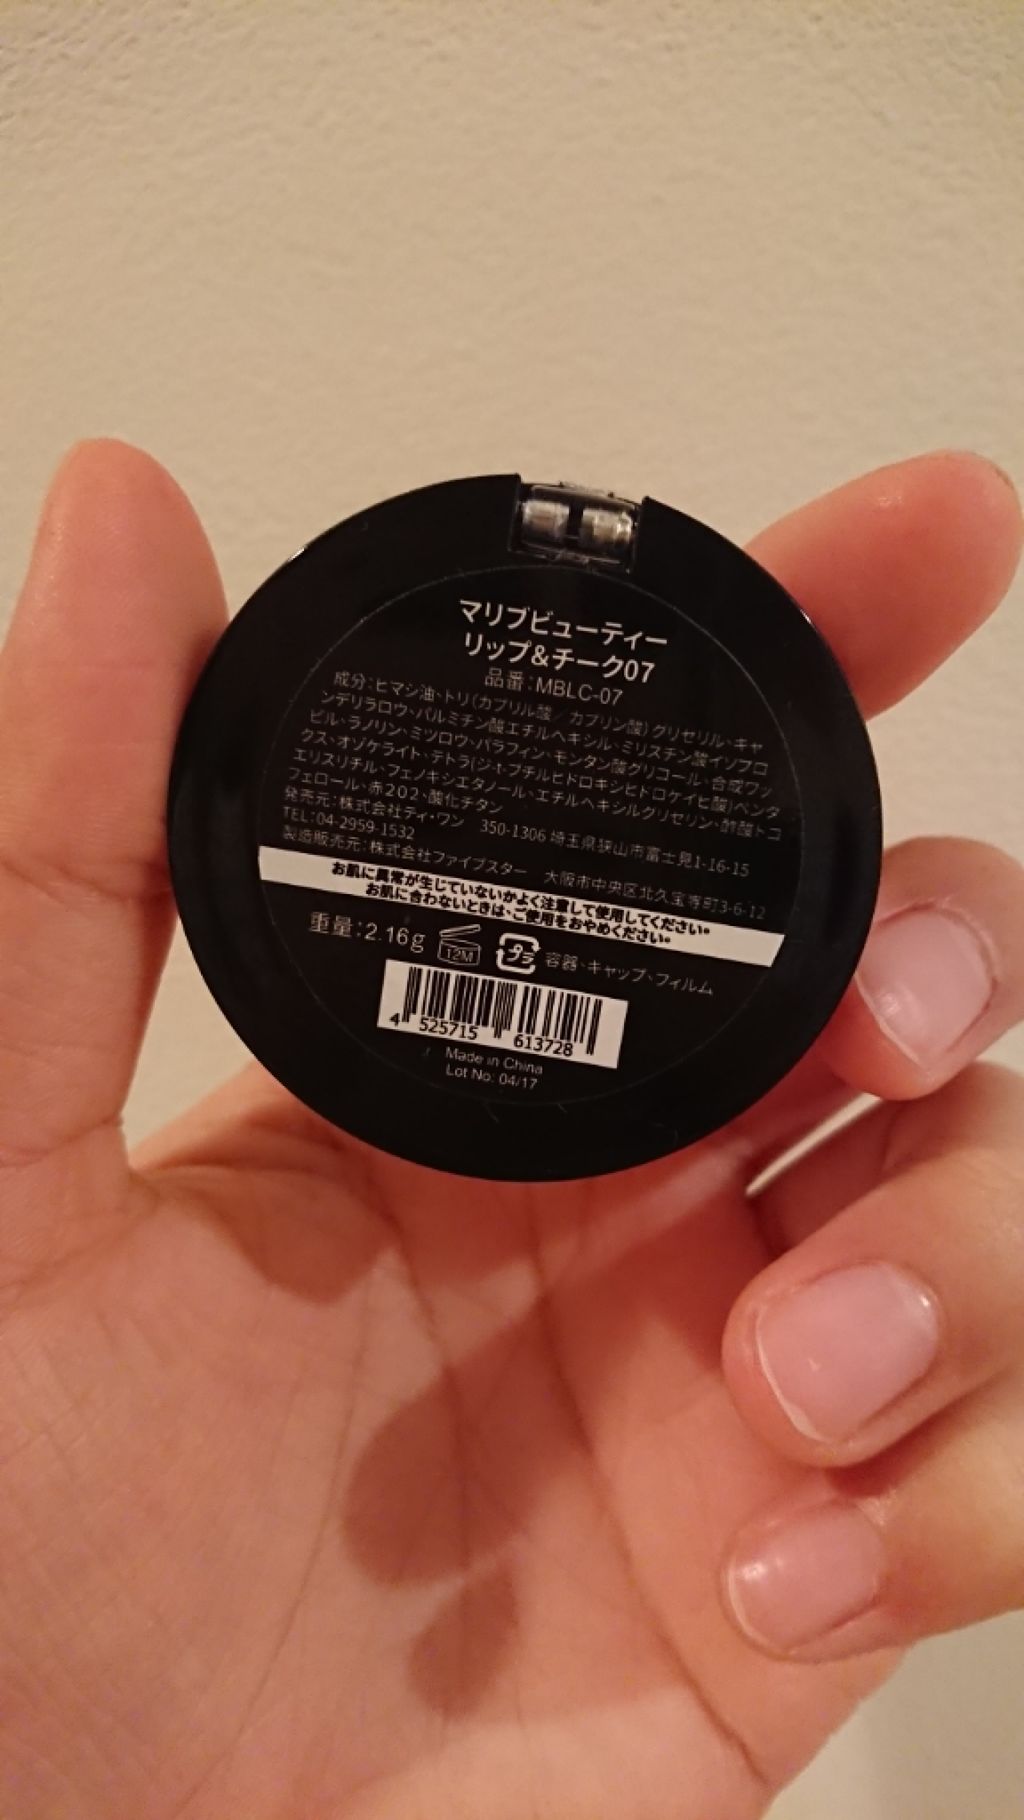 マリブビューティー
リップ&チーク07
品番:MBLC-07
成分:ヒマシ油、トリ(カプリル酸/カプリン酸)グリセリル、キャ
ンデリラロウ、パルミチン酸エチルヘキシル、ミリスチン酸イソプロ
ピル、ラノリン、ミツロウ、パラフィン、モンタン酸グリコール、合成ワッ
クス、オゾケライト、テトラ(ジ-t-ブチルヒドロキシヒドロケイヒ酸)ペンタ
エリスリチル、フェノキシエタノール、エチルヘキシルグリセリン、酢酸トコ
フェロール、赤202、酸化チタン
発売元:株式会社ティ・ワン 350-1306 埼玉県狭山市富士見1-16-15
TEL:04-2959-1532
製造販売元:株式会社ファイブスター 大阪市中央区北久宝寺町3-6-12
お肌に異常が生じていないかよく注意して使用してください。
お肌に合わないときは、ご使用をおやめください。
重量:2.16g 12M プラ 容器、キャップ、フィルム
4 525715 613728
Made in China
Lot No: 04/17